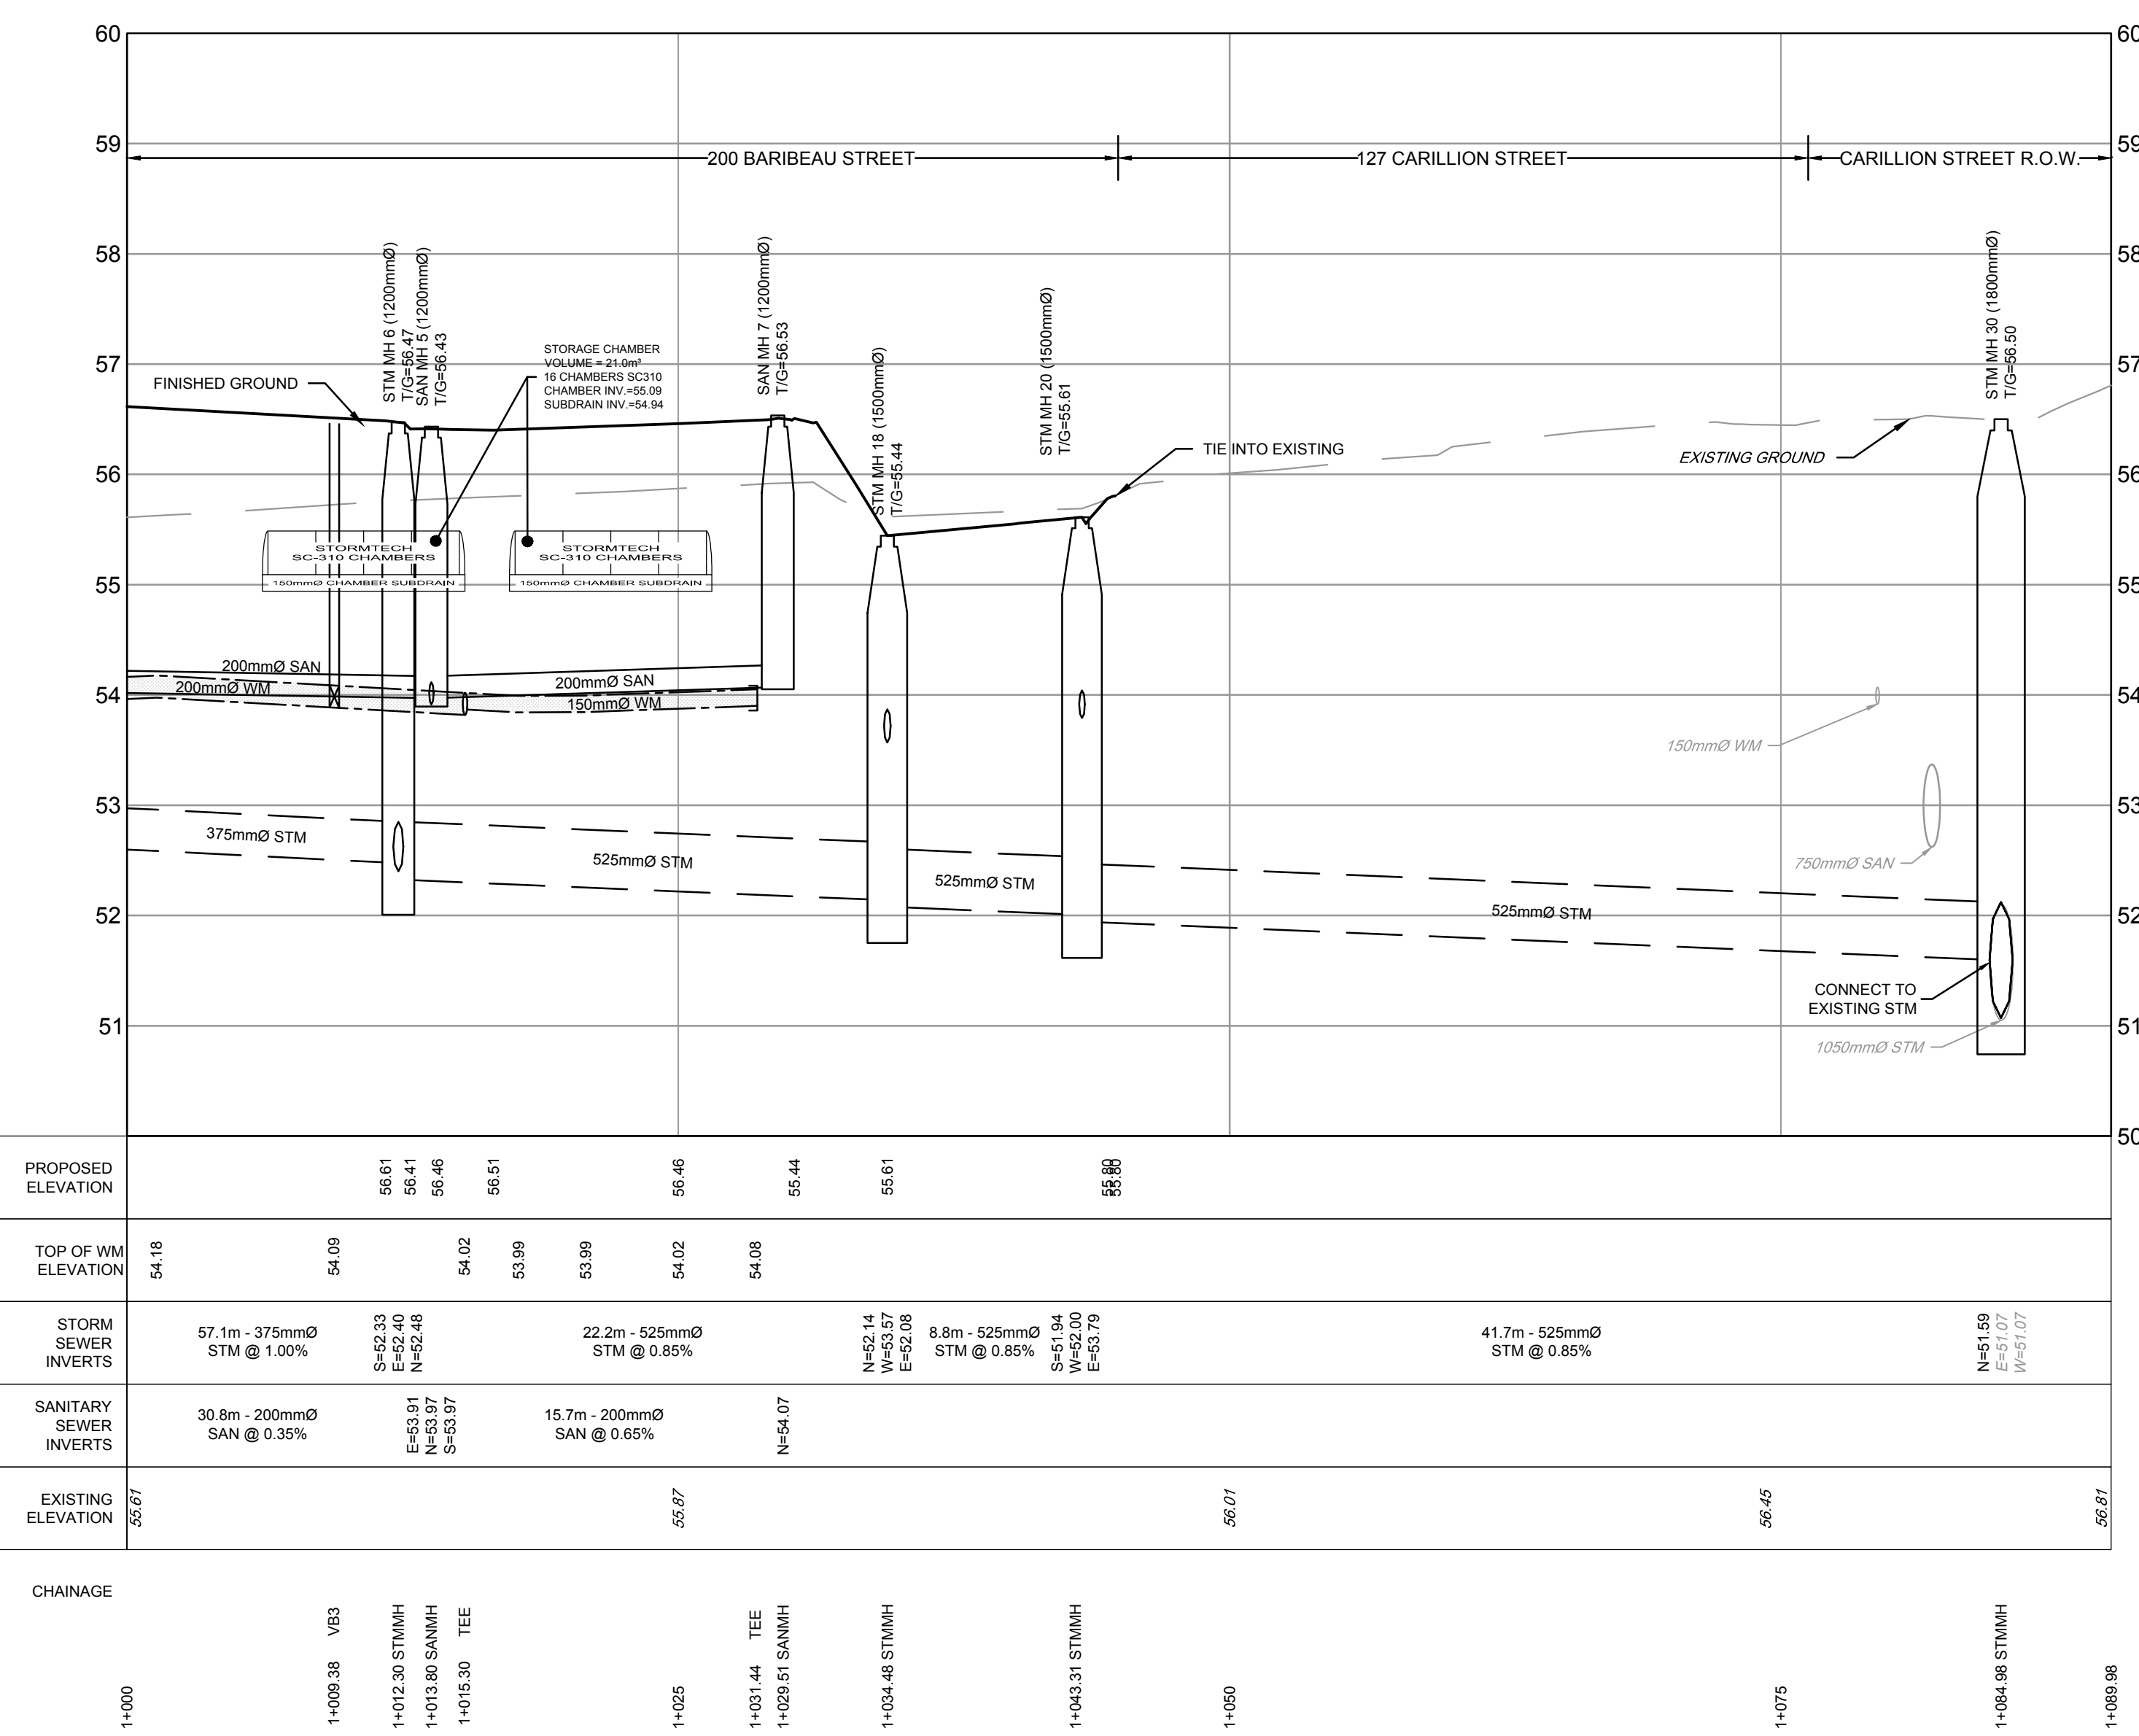 60
60
59
59
200 BARIBEAU STREET
127 CARILLION STREET
CARILLION STREET R.O.W.
58
58
STM MH 6 (1200mmØ)
T/G=56.47
SAN MH 5 (1200mmØ)
T/G=56.43
STORAGE CHAMBER
VOLUME = 21.0m³
16 CHAMBERS SC310
CHAMBER INV.=55.09
SUBDRAIN INV.=54.94
SAN MH 7 (1200mmØ)
T/G=56.53
STM MH 18 (1500mmØ)
T/G=55.44
STM MH 20 (1500mmØ)
T/G=55.61
STM MH 30 (1800mmØ)
T/G=56.50
57
57
FINISHED GROUND
TIE INTO EXISTING
EXISTING GROUND
56
56
STORMTECH
SC-310 CHAMBERS
150mmØ CHAMBER SUBDRAIN
STORMTECH
SC-310 CHAMBERS
150mmØ CHAMBER SUBDRAIN
55
55
200mmØ SAN
200mmØ WM
200mmØ SAN
150mmØ WM
54
54
150mmØ WM
53
53
375mmØ STM
525mmØ STM
525mmØ STM
525mmØ STM
750mmØ SAN
52
52
CONNECT TO
EXISTING STM
51
51
1050mmØ STM
50
PROPOSED
ELEVATION
56.61
56.41
56.46
56.51
56.46
55.44
55.61
55.80
55.80
TOP OF WM
ELEVATION
54.18
54.09
54.02
53.99
53.99
54.02
54.08
STORM
SEWER
INVERTS
57.1m - 375mmØ
STM @ 1.00%
S=52.33
E=52.40
N=52.48
22.2m - 525mmØ
STM @ 0.85%
N=52.14
W=53.57
E=52.08
8.8m - 525mmØ
STM @ 0.85%
S=51.94
W=52.00
E=53.79
41.7m - 525mmØ
STM @ 0.85%
N=51.59
E=51.07
W=51.07
SANITARY
SEWER
INVERTS
30.8m - 200mmØ
SAN @ 0.35%
E=53.91
N=53.97
S=53.97
15.7m - 200mmØ
SAN @ 0.65%
N=54.07
EXISTING
ELEVATION
55.61
55.87
56.01
56.45
56.81
CHAINAGE
1+000
1+009.38 VB3
1+012.30 STMMH
1+013.80 SANMH
1+015.30 TEE
1+025
1+031.44 TEE
1+029.51 SANMH
1+034.48 STMMH
1+043.31 STMMH
1+050
1+075
1+084.98 STMMH
1+089.98